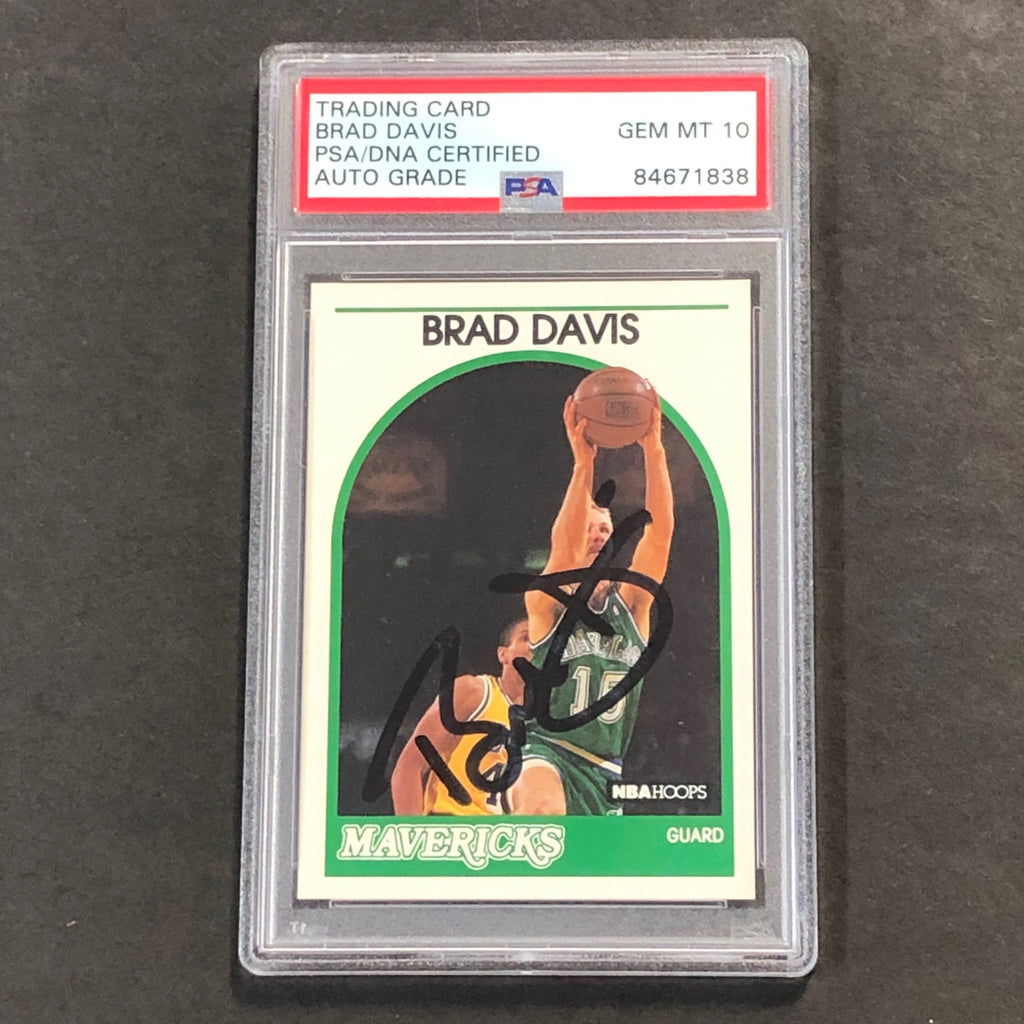 TRADING CARD
BRAD DAVIS GEM MT 10
PSA/DNA CERTIFIED
AUTO GRADE PSA 84671838
BRAD DAVIS
DALLAS
15
NBA HOOPS
MAVERICKS GUARD